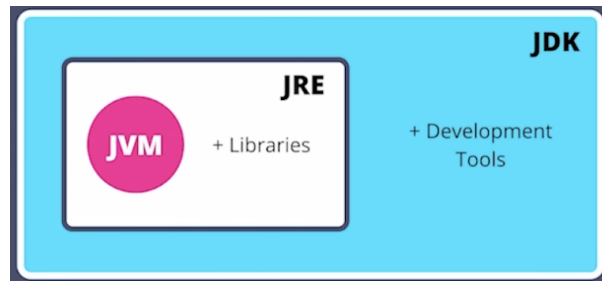 JDK
JRE
JVM
+ Libraries
+ Development
Tools